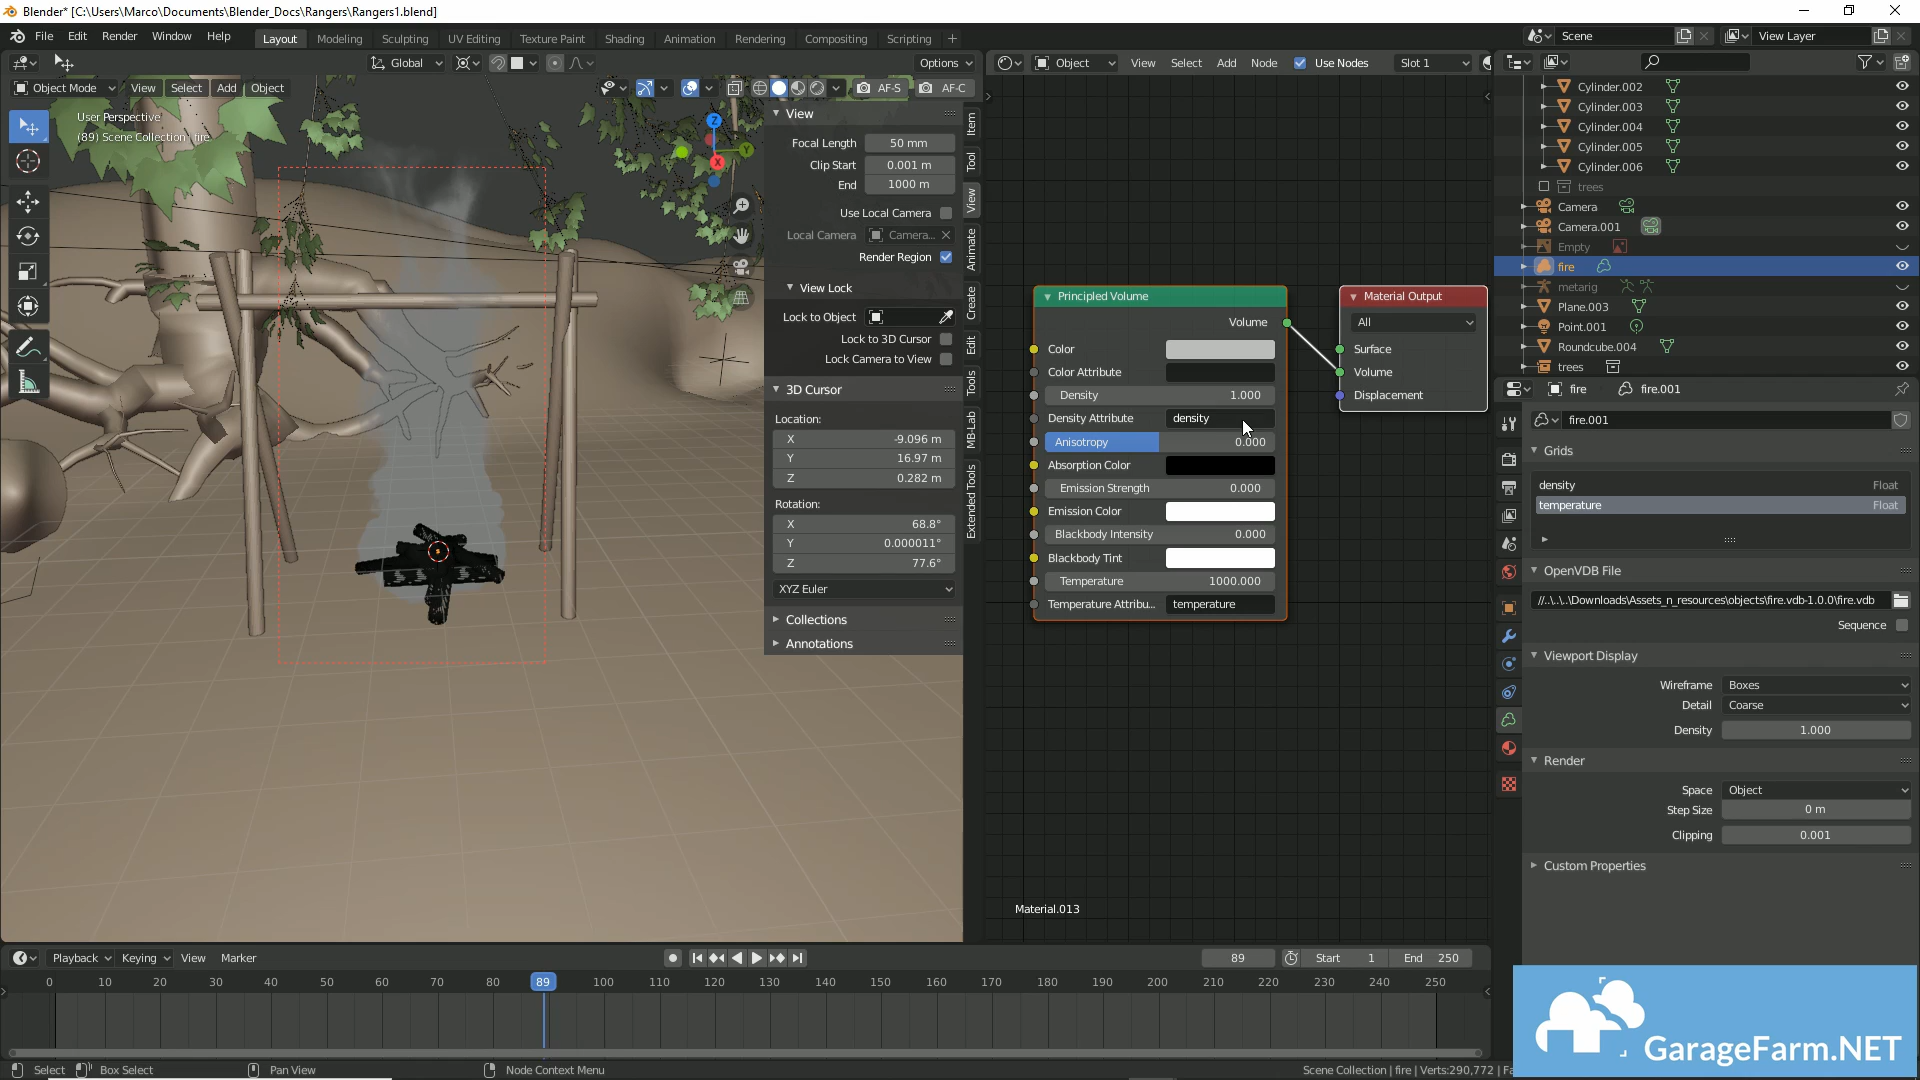 Blender* [C:\Users\Marco\Documents\Blender_Docs\Rangers\Rangers1.blend]
File Edit Render Window Help
Layout Modeling Sculpting UV Editing Texture Paint Shading Animation Rendering Compositing Scripting +
Scene
View Layer
Global
Options
Object Mode View Select Add Object
AF-S AF-C
User Perspective
(89) Scene Collection | fire
Z
Y
X
View
Focal Length 50 mm
Clip Start 0.001 m
End 1000 m
Use Local Camera
Local Camera Camera...
Render Region
View Lock
Lock to Object
Lock to 3D Cursor
Lock Camera to View
3D Cursor
Location:
X -9.096 m
Y 16.97 m
Z 0.282 m
Rotation:
X 68.8°
Y 0.000011°
Z 77.6°
XYZ Euler
Collections
Annotations
Item
Tool
View
Animate
Create
Edit
Tools
MB-Lab
Extended Tools
Object View Select Add Node Use Nodes Slot 1
Principled Volume
Volume
Color
Color Attribute
Density 1.000
Density Attribute density
Anisotropy 0.000
Absorption Color
Emission Strength 0.000
Emission Color
Blackbody Intensity 0.000
Blackbody Tint
Temperature 1000.000
Temperature Attribu... temperature
Material Output
All
Surface
Volume
Displacement
Material.013
Cylinder.002
Cylinder.003
Cylinder.004
Cylinder.005
Cylinder.006
trees
Camera
Camera.001
Empty
fire
metarig
Plane.003
Point.001
Roundcube.004
trees
fire fire.001
fire.001
Grids
density Float
temperature Float
OpenVDB File
//..\..\..\Downloads\Assets_n_resources\objects\fire.vdb-1.0.0\fire.vdb
Sequence
Viewport Display
Wireframe Boxes
Detail Coarse
Density 1.000
Render
Space Object
Step Size 0 m
Clipping 0.001
Custom Properties
Playback Keying View Marker
89 Start 1 End 250
0 10 20 30 40 50 60 70 80 89 100 110 120 130 140 150 160 170 180 190 200 210 220 230 240 250
Select Box Select Pan View Node Context Menu
Scene Collection | fire | Verts:290,772 |
GarageFarm.NET